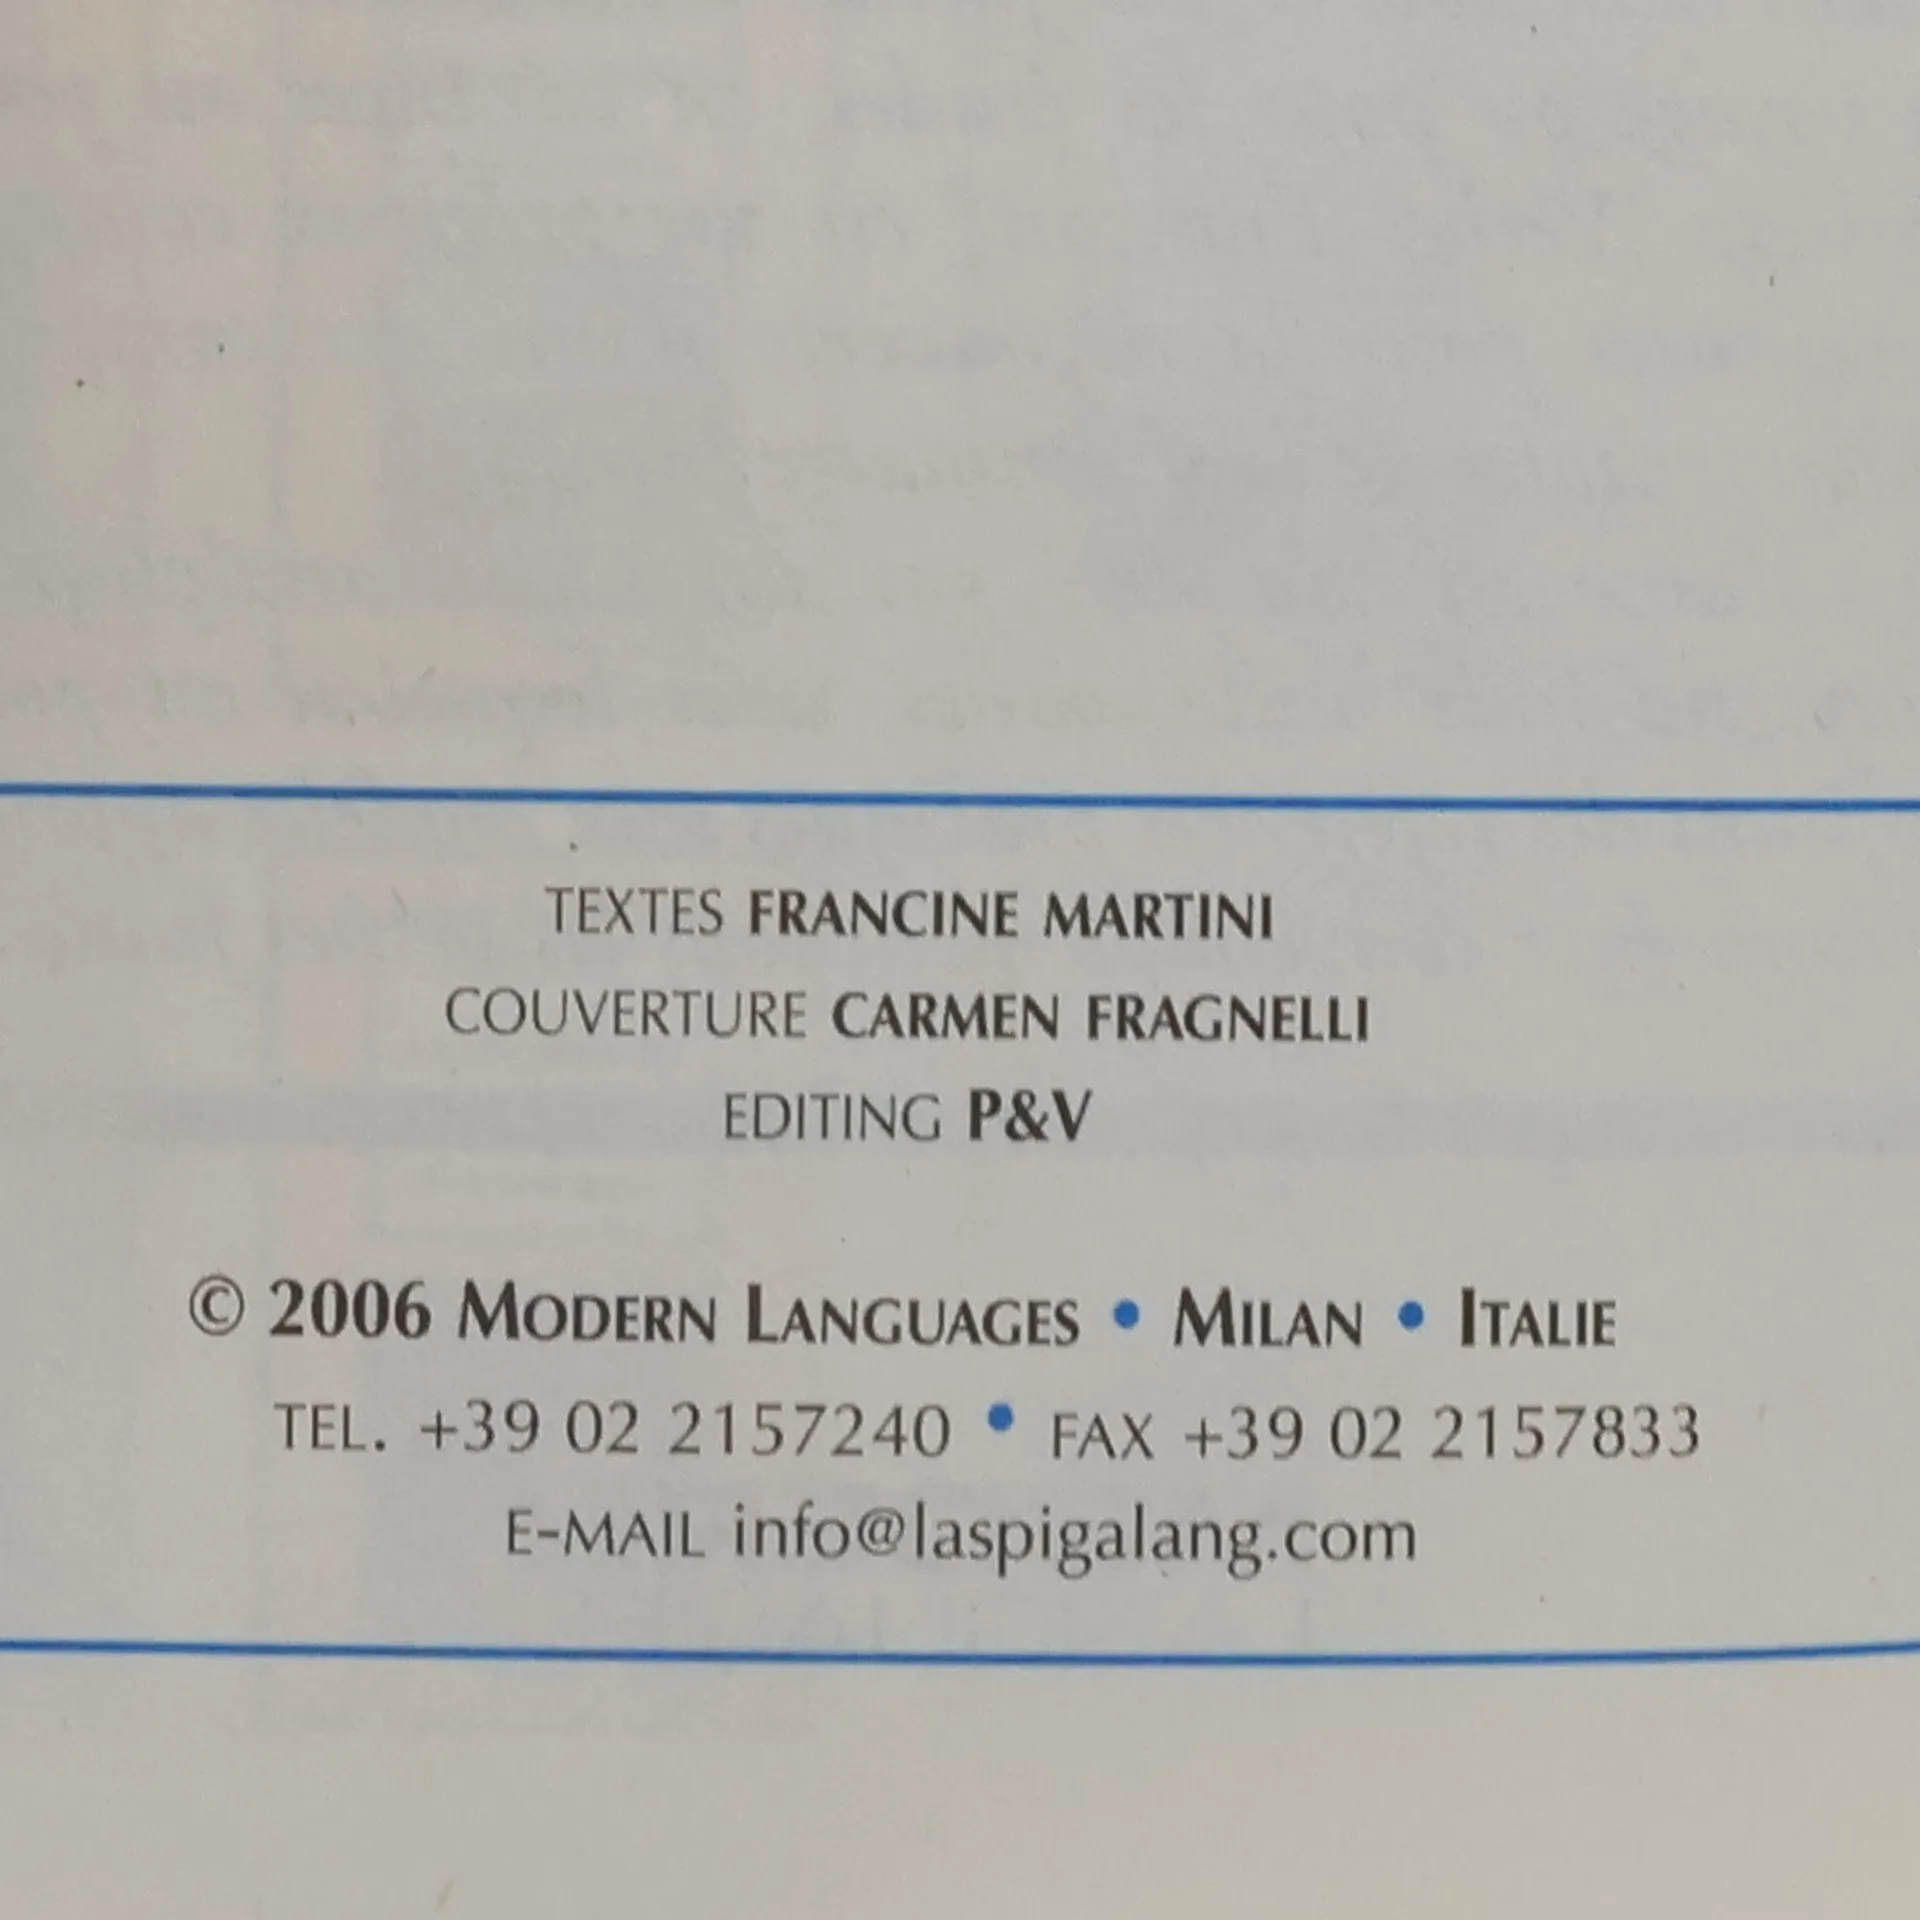 TEXTES FRANCINE MARTINI
COUVERTURE CARMEN FRAGNELLI
EDITING P&V
© 2006 MODERN LANGUAGES • MILAN • ITALIE
TEL. +39 02 2157240 • FAX +39 02 2157833
E-MAIL info@laspigalang.com